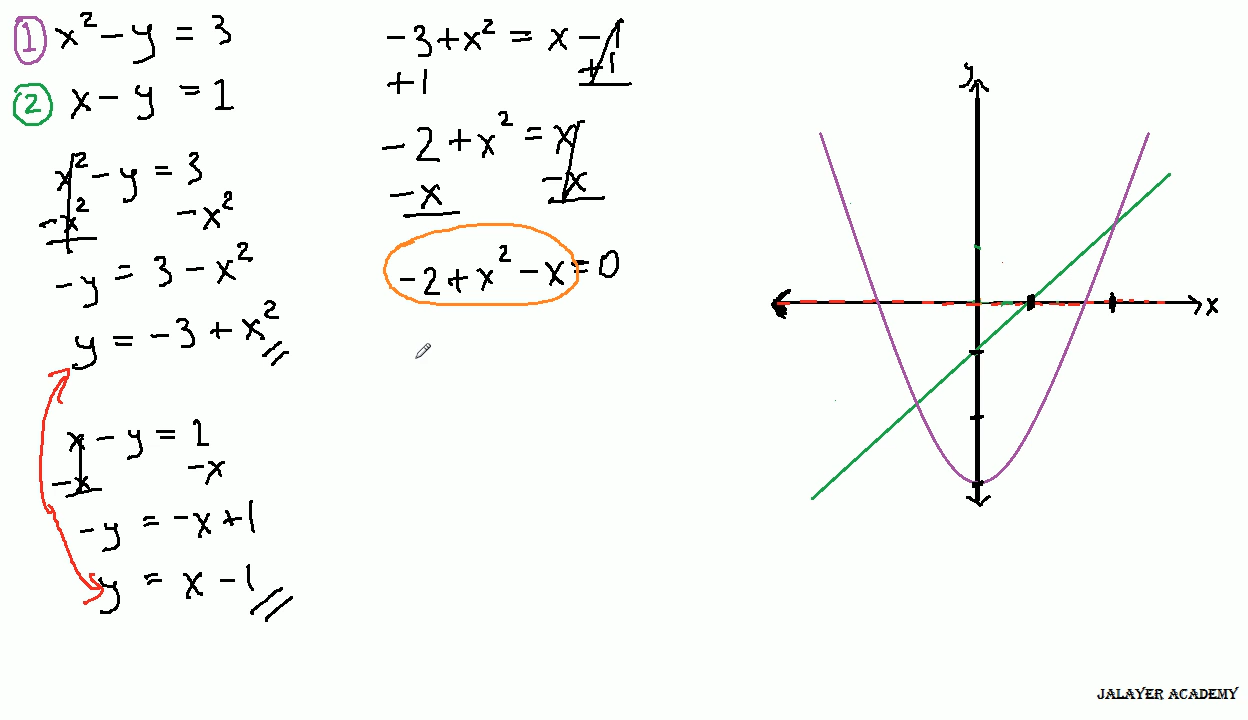 1 x² - y = 3
2 x - y = 1
x² - y = 3
-x² -x²
-y = 3 - x²
y = -3 + x²
x - y = 1
-x -x
-y = -x + 1
y = x - 1
-3 + x² = x - 1
+1 +1
-2 + x² = x
-x -x
-2 + x² - x = 0
y
x
JALAYER ACADEMY